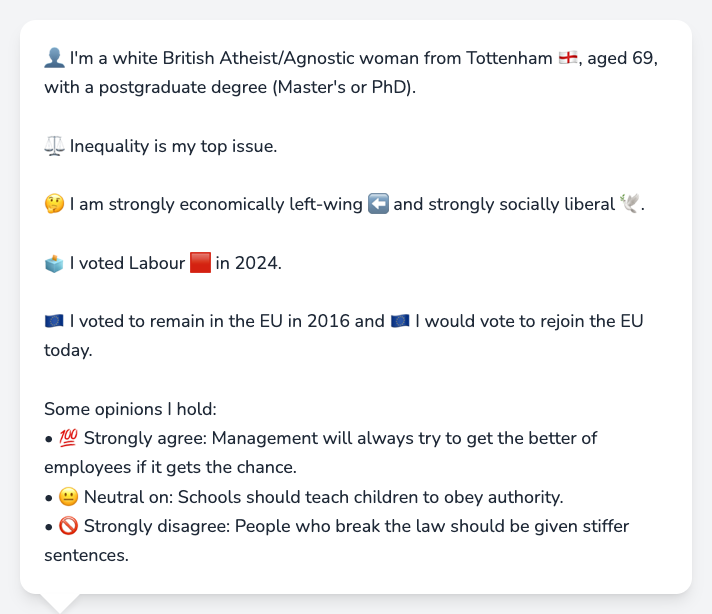 👤 I'm a white British Atheist/Agnostic woman from Tottenham 🏴󠁧󠁢󠁥󠁮󠁧󠁿, aged 69,
with a postgraduate degree (Master's or PhD).
⚖️ Inequality is my top issue.
🤔 I am strongly economically left-wing ⬅️ and strongly socially liberal 🕊️.
🗳️ I voted Labour 🟥 in 2024.
🇪🇺 I voted to remain in the EU in 2016 and 🇪🇺 I would vote to rejoin the EU
today.
Some opinions I hold:
• 💯 Strongly agree: Management will always try to get the better of
employees if it gets the chance.
• 😐 Neutral on: Schools should teach children to obey authority.
• 🚫 Strongly disagree: People who break the law should be given stiffer
sentences.